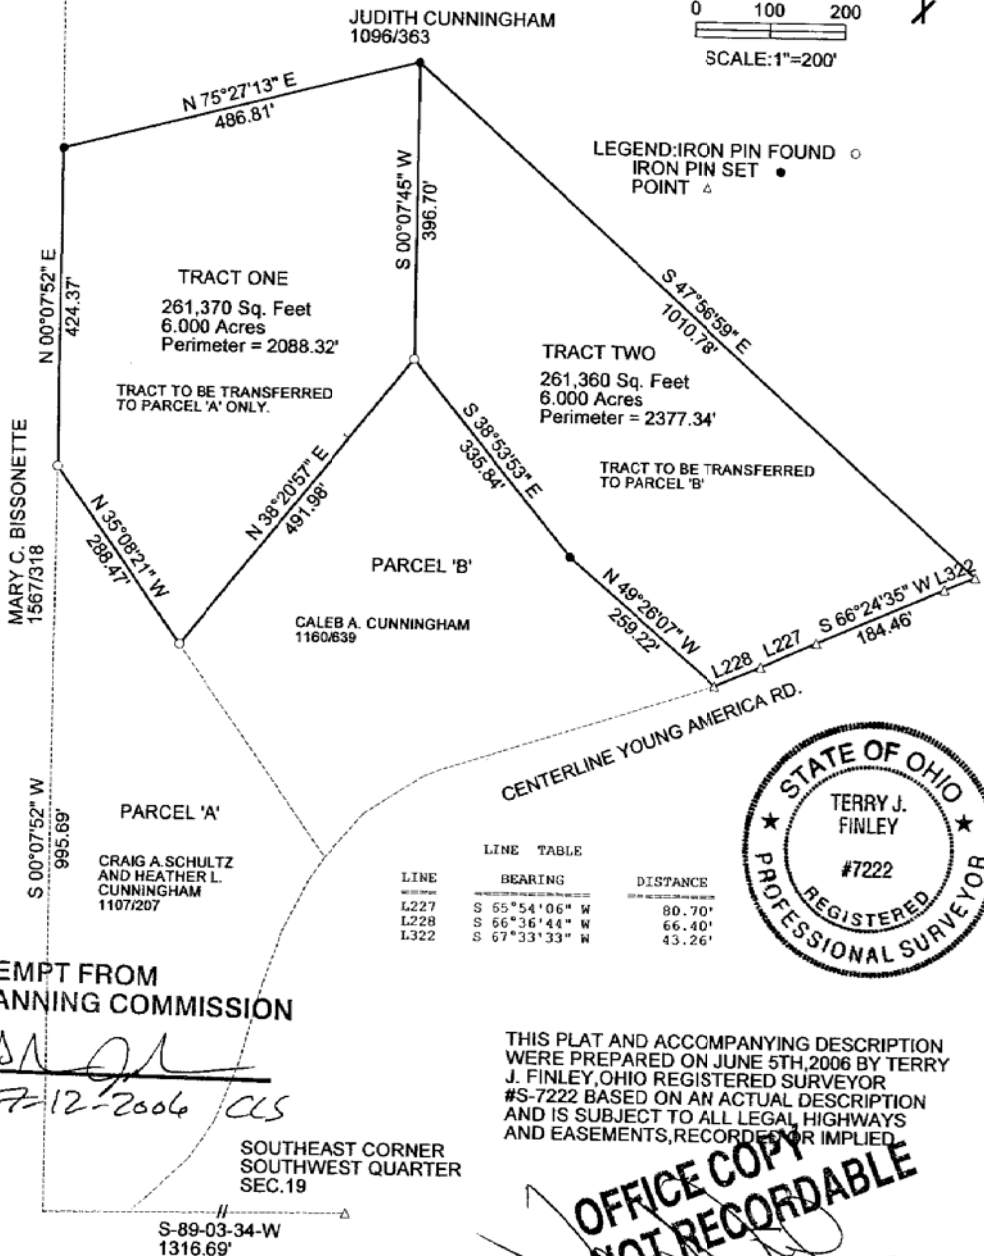 JUDITH CUNNINGHAM
1096/363
0 100 200
SCALE:1"=200'
N 75°27'13" E
486.81'
LEGEND:IRON PIN FOUND
IRON PIN SET
POINT
S 00°07'45" W
396.70'
N 00°07'52" E
424.37'
TRACT ONE
261,370 Sq. Feet
6.000 Acres
Perimeter = 2088.32'
TRACT TO BE TRANSFERRED
TO PARCEL 'A' ONLY.
S 47°56'59" E
1010.78'
TRACT TWO
261,360 Sq. Feet
6.000 Acres
Perimeter = 2377.34'
TRACT TO BE TRANSFERRED
TO PARCEL 'B'
MARY C. BISSONETTE
1567/318
N 35°08'21" W
288.47'
N 38°20'57" E
491.98'
S 38°53'53" E
335.84'
PARCEL 'B'
CALEB A. CUNNINGHAM
1160/639
N 49°26'07" W
259.22'
L228
L227
S 66°24'35" W
184.46'
L322
CENTERLINE YOUNG AMERICA RD.
S 00°07'52" W
995.69'
PARCEL 'A'
CRAIG A.SCHULTZ
AND HEATHER L.
CUNNINGHAM
1107/207
LINE TABLE
LINE BEARING DISTANCE
L227 S 65°54'06" W 80.70'
L228 S 66°36'44" W 66.40'
L322 S 67°33'33" W 43.26'
STATE OF OHIO
TERRY J.
FINLEY
#7222
REGISTERED
PROFESSIONAL SURVEYOR
EMPT FROM
ANNING COMMISSION
7-12-2006 CLS
THIS PLAT AND ACCOMPANYING DESCRIPTION
WERE PREPARED ON JUNE 5TH,2006 BY TERRY
J. FINLEY,OHIO REGISTERED SURVEYOR
#S-7222 BASED ON AN ACTUAL DESCRIPTION
AND IS SUBJECT TO ALL LEGAL HIGHWAYS
AND EASEMENTS,RECORDED OR IMPLIED
SOUTHEAST CORNER
SOUTHWEST QUARTER
SEC.19
S-89-03-34-W
1316.69'
OFFICE COPY
NOT RECORDABLE